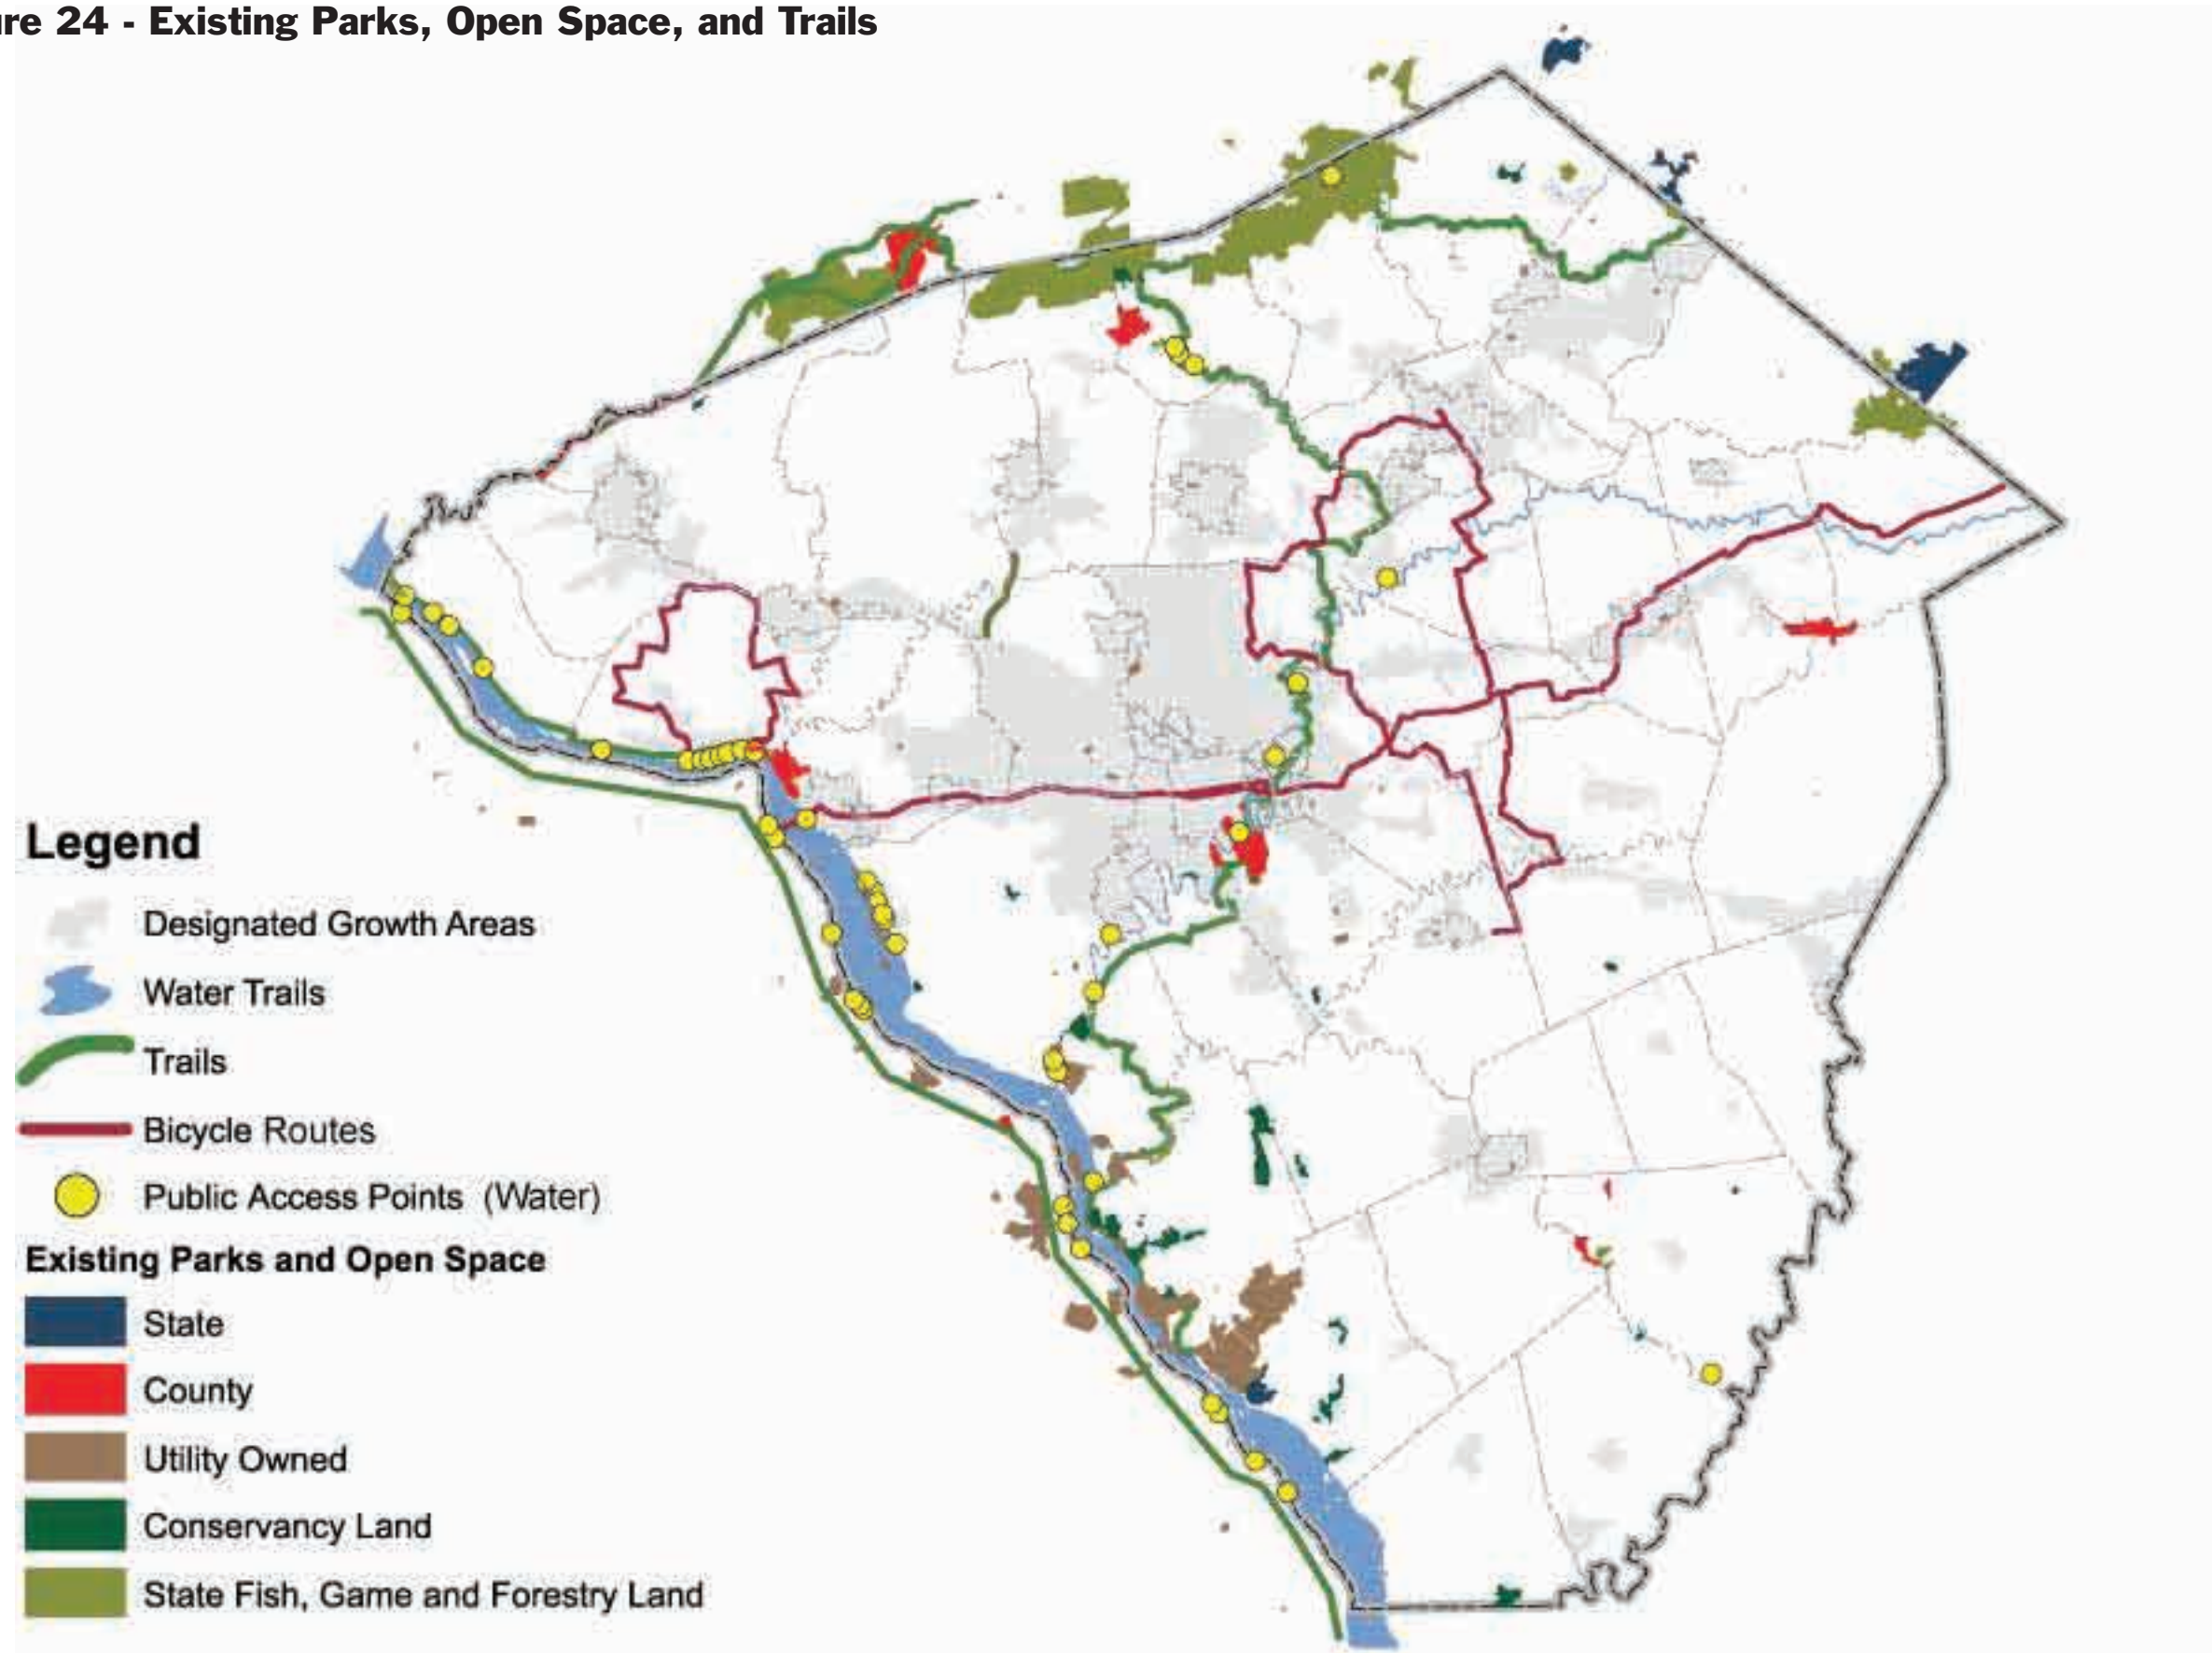 re 24 - Existing Parks, Open Space, and Trails
Legend
Designated Growth Areas
Water Trails
Trails
Bicycle Routes
Public Access Points (Water)
Existing Parks and Open Space
State
County
Utility Owned
Conservancy Land
State Fish, Game and Forestry Land